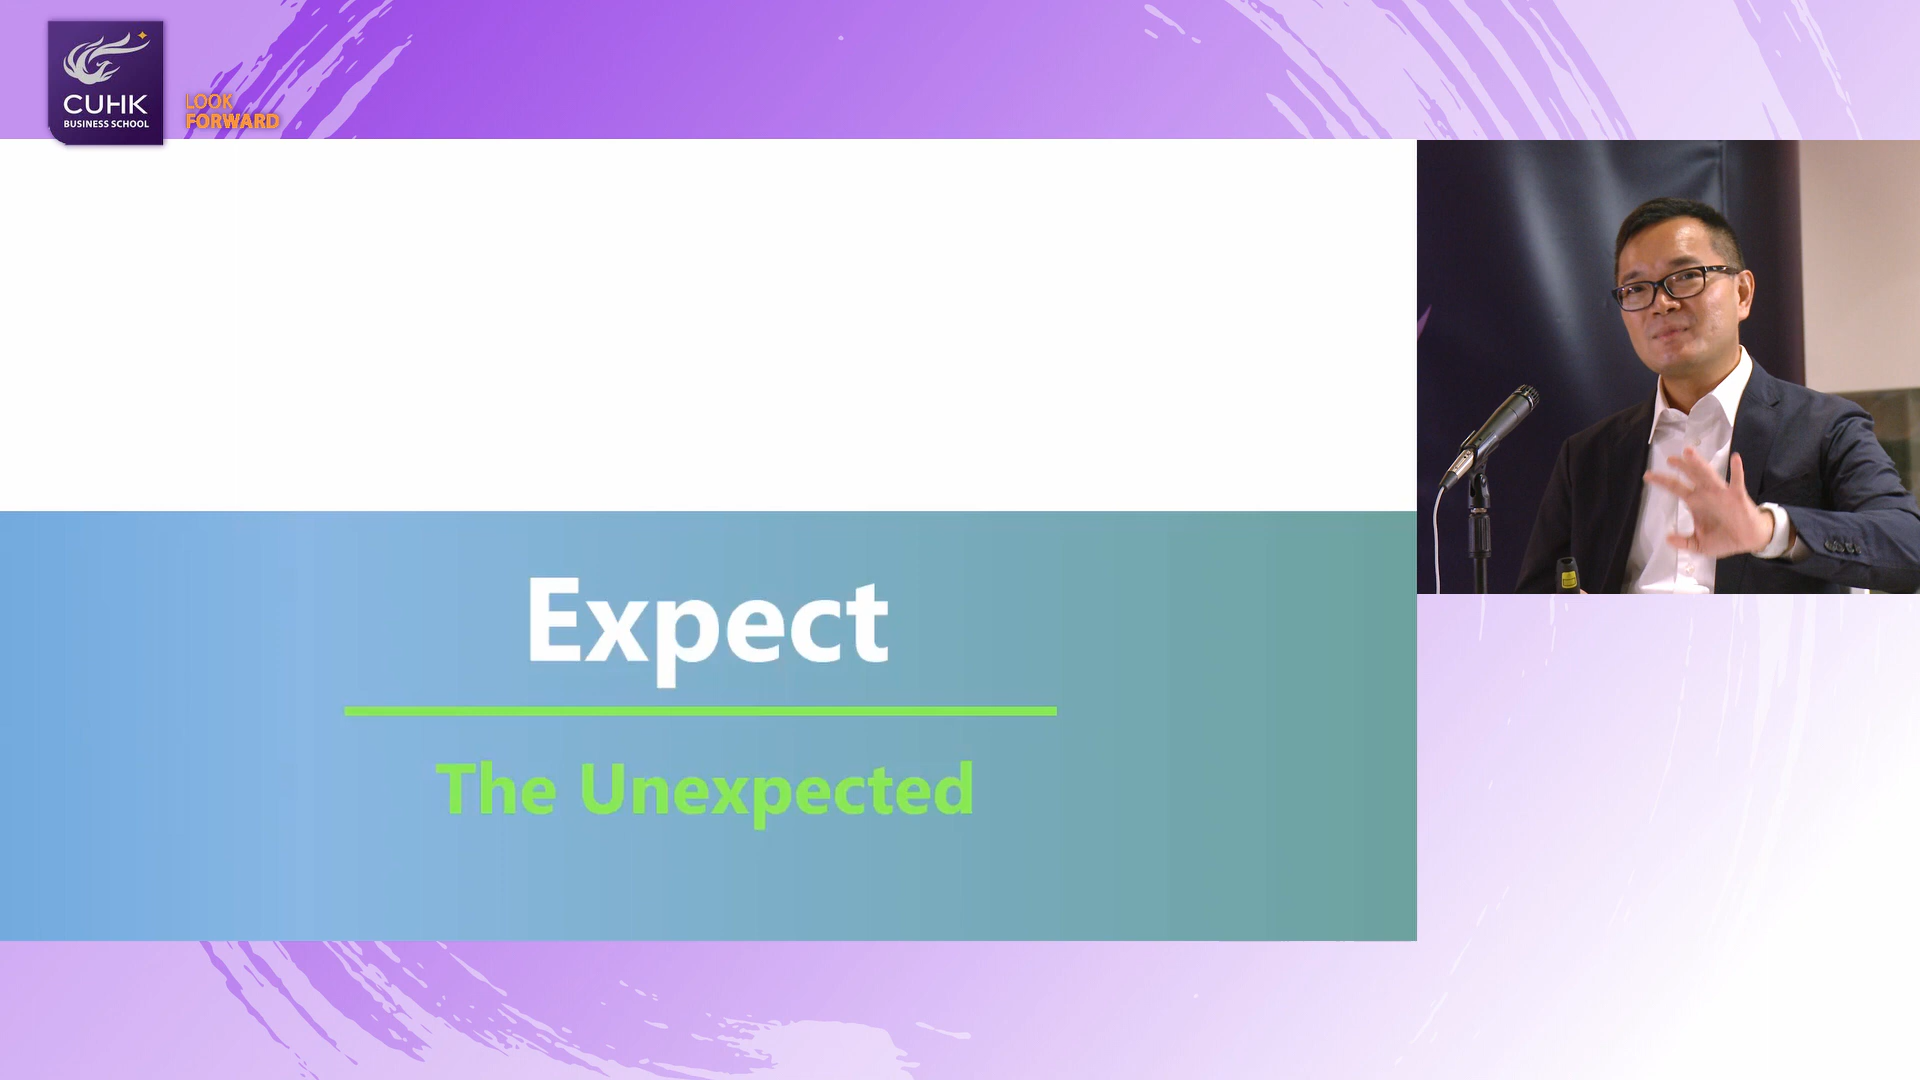 CUHK
BUSINESS SCHOOL
LOOK
FORWARD
Expect
The Unexpected